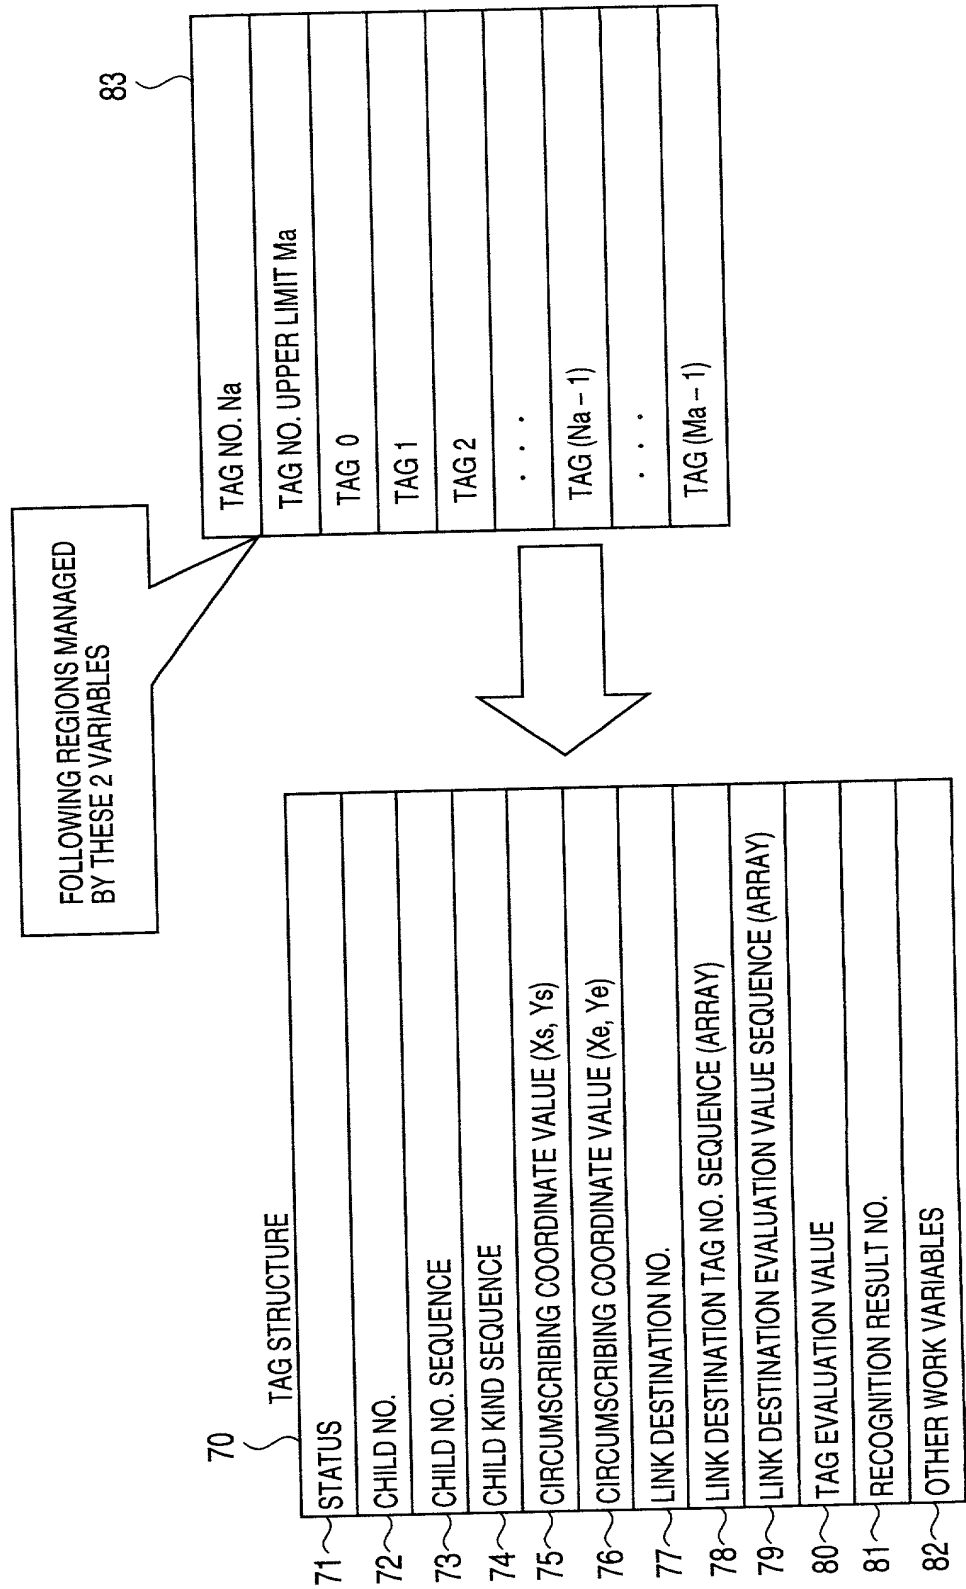 FOLLOWING REGIONS MANAGED
BY THESE 2 VARIABLES
70
TAG STRUCTURE
71 STATUS
72 CHILD NO.
73 CHILD NO. SEQUENCE
74 CHILD KIND SEQUENCE
75 CIRCUMSCRIBING COORDINATE VALUE (Xs, Ys)
76 CIRCUMSCRIBING COORDINATE VALUE (Xe, Ye)
77 LINK DESTINATION NO.
78 LINK DESTINATION TAG NO. SEQUENCE (ARRAY)
79 LINK DESTINATION EVALUATION VALUE SEQUENCE (ARRAY)
80 TAG EVALUATION VALUE
81 RECOGNITION RESULT NO.
82 OTHER WORK VARIABLES
83
TAG NO. Na
TAG NO. UPPER LIMIT Ma
TAG 0
TAG 1
TAG 2
. . .
TAG (Na – 1)
. . .
TAG (Ma – 1)